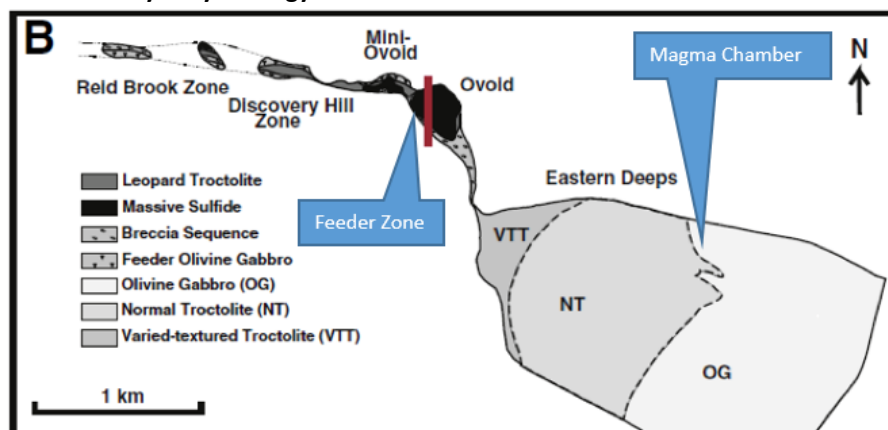 B
Mini-
Ovoid
Magma Chamber
N
Reid Brook Zone
Ovoid
Discovery Hill
Zone
Eastern Deeps
Leopard Troctolite
Massive Sulfide
Feeder Zone
Breccia Sequence
VTT
Feeder Olivine Gabbro
Olivine Gabbro (OG)
Normal Troctolite (NT)
NT
Varied-textured Troctolite (VTT)
OG
1 km